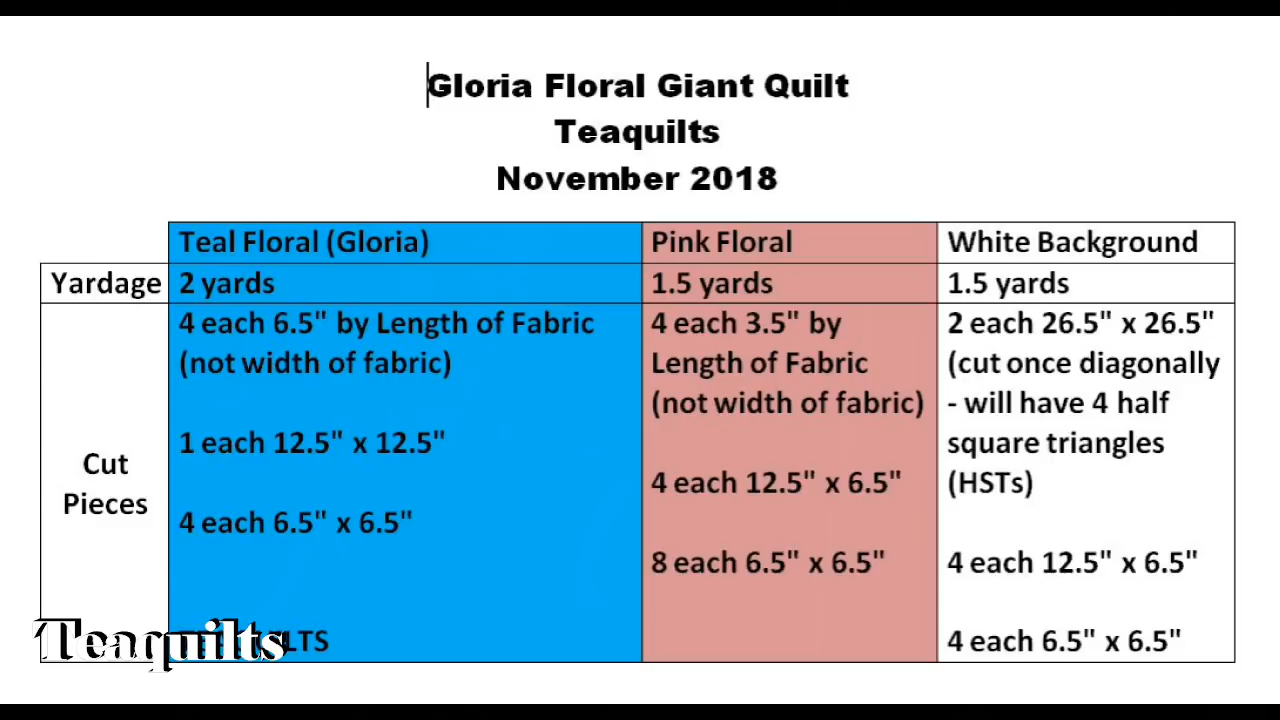 Gloria Floral Giant Quilt
Teaquilts
November 2018
Teal Floral (Gloria)
Pink Floral
White Background
Yardage
2 yards
1.5 yards
1.5 yards
Cut
Pieces
4 each 6.5" by Length of Fabric
(not width of fabric)
1 each 12.5" x 12.5"
4 each 6.5" x 6.5"
4 each 3.5" by
Length of Fabric
(not width of fabric)
4 each 12.5" x 6.5"
8 each 6.5" x 6.5"
2 each 26.5" x 26.5"
(cut once diagonally
- will have 4 half
square triangles
(HSTs)
4 each 12.5" x 6.5"
4 each 6.5" x 6.5"
Teaquilts